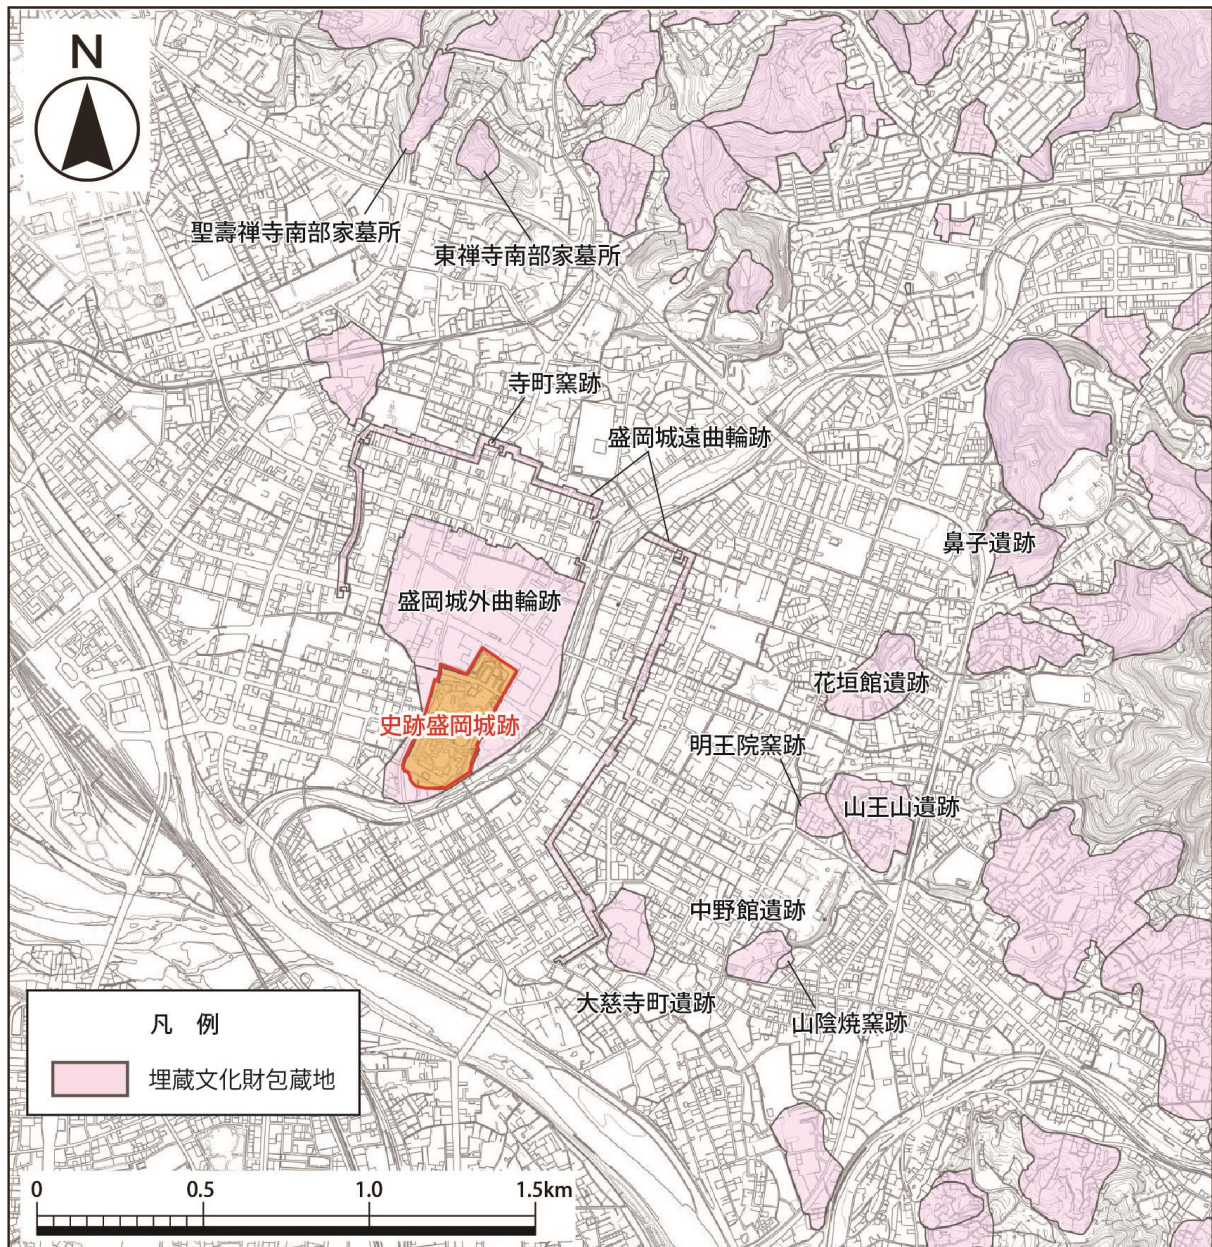 N
聖壽禅寺南部家墓所
東禅寺南部家墓所
寺町窯跡
盛岡城遠曲輪跡
鼻子遺跡
盛岡城外曲輪跡
花垣館遺跡
史跡盛岡城跡
明王院窯跡
山王山遺跡
中野館遺跡
大慈寺町遺跡
山陰焼窯跡
凡 例
埋蔵文化財包蔵地
0 0.5 1.0 1.5km